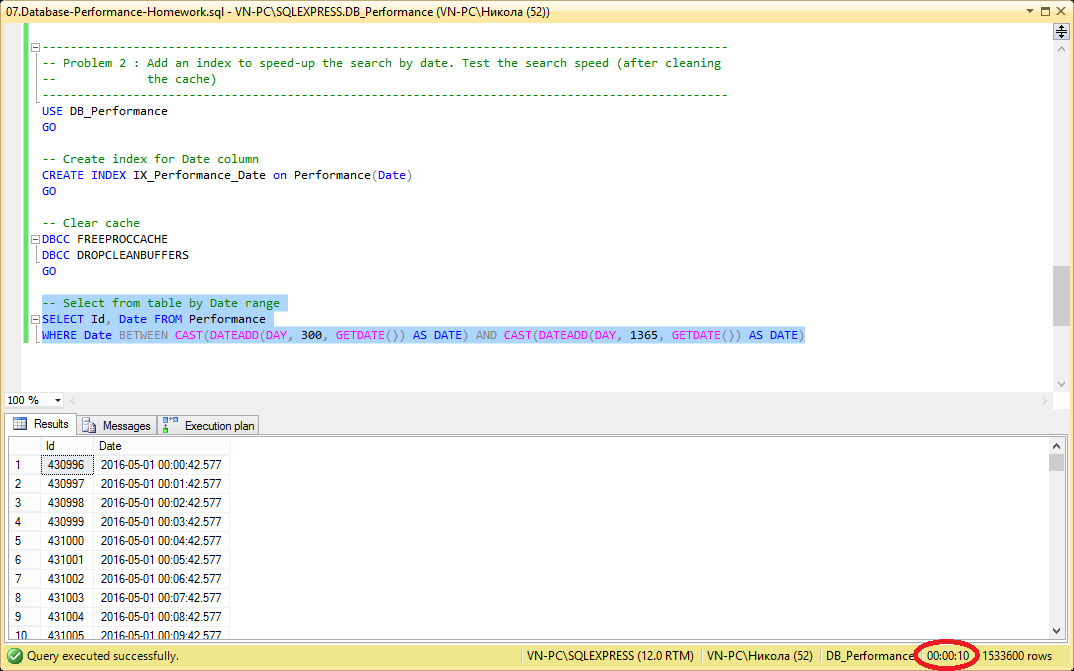 07.Database-Performance-Homework.sql - VN-PC\SQLEXPRESS.DB_Performance (VN-PC\Никола (52))
---------------------------------------------------------------------------------------------------
-- Problem 2 : Add an index to speed-up the search by date. Test the search speed (after cleaning
-- the cache)
---------------------------------------------------------------------------------------------------
USE DB_Performance
GO
-- Create index for Date column
CREATE INDEX IX_Performance_Date on Performance(Date)
GO
-- Clear cache
DBCC FREEPROCCACHE
DBCC DROPCLEANBUFFERS
GO
-- Select from table by Date range
SELECT Id, Date FROM Performance
WHERE Date BETWEEN CAST(DATEADD(DAY, 300, GETDATE()) AS DATE) AND CAST(DATEADD(DAY, 1365, GETDATE()) AS DATE)
100 %
Results Messages Execution plan
Id Date
1 430996 2016-05-01 00:00:42.577
2 430997 2016-05-01 00:01:42.577
3 430998 2016-05-01 00:02:42.577
4 430999 2016-05-01 00:03:42.577
5 431000 2016-05-01 00:04:42.577
6 431001 2016-05-01 00:05:42.577
7 431002 2016-05-01 00:06:42.577
8 431003 2016-05-01 00:07:42.577
9 431004 2016-05-01 00:08:42.577
10 431005 2016-05-01 00:09:42.577
Query executed successfully. VN-PC\SQLEXPRESS (12.0 RTM) VN-PC\Никола (52) DB_Performance 00:00:10 1533600 rows